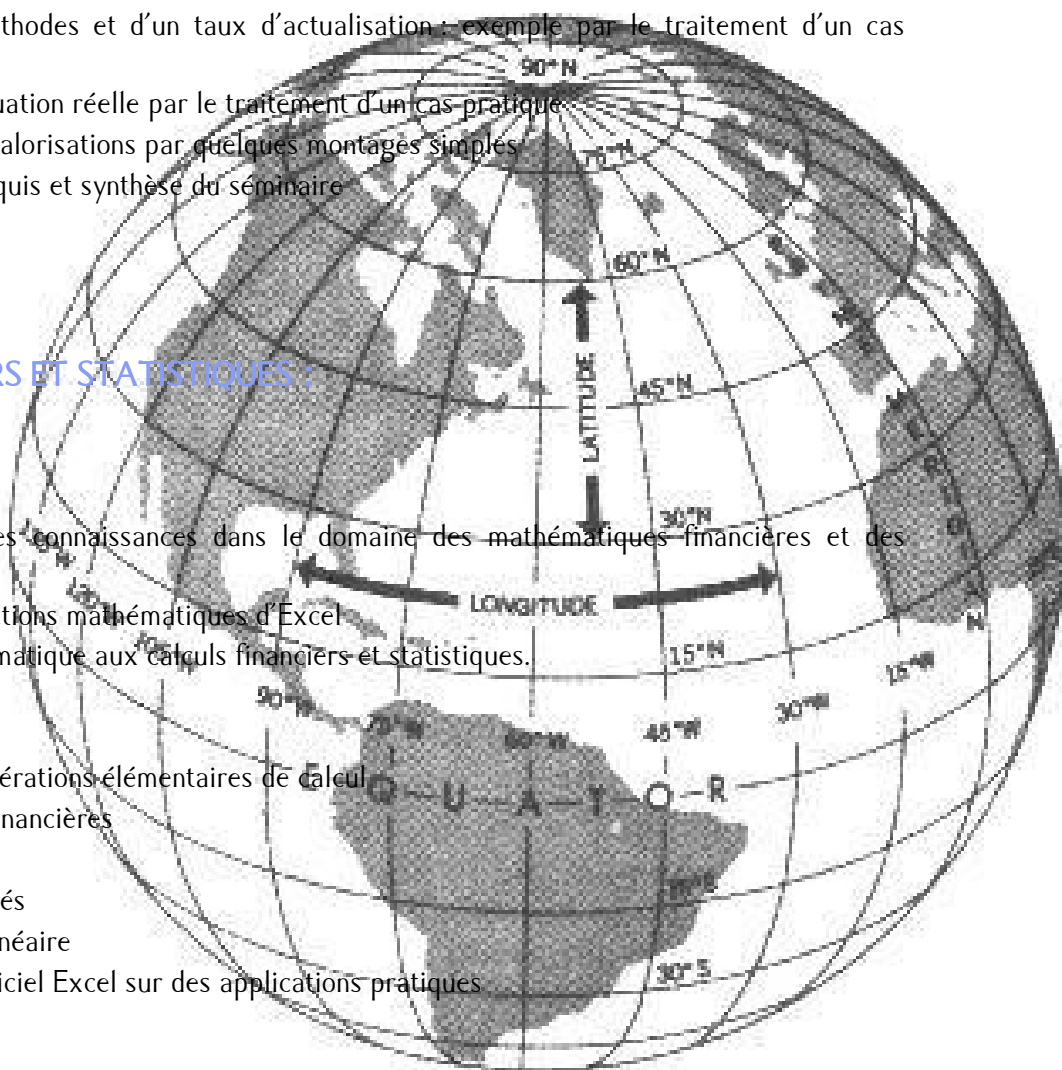 thodes et d'un taux d'actualisation : exemple par le traitement d'un cas
90°N
uation réelle par le traitement d'un cas pratique
alorisations par quelques montages simples
75°N
quis et synthèse du séminaire
60°N
RS ET STATISTIQUES :
LATITUDE
45°N
30°N
es connaissances dans le domaine des mathématiques financières et des
LONGITUDE
tions mathématiques d'Excel
matique aux calculs financiers et statistiques.
15°N
15°W
90°W
75°W
60°W
45°W
30°W
érations élémentaires de calcul
E Q U A T O R
nancières
és
néaire
30°S
iciel Excel sur des applications pratiques